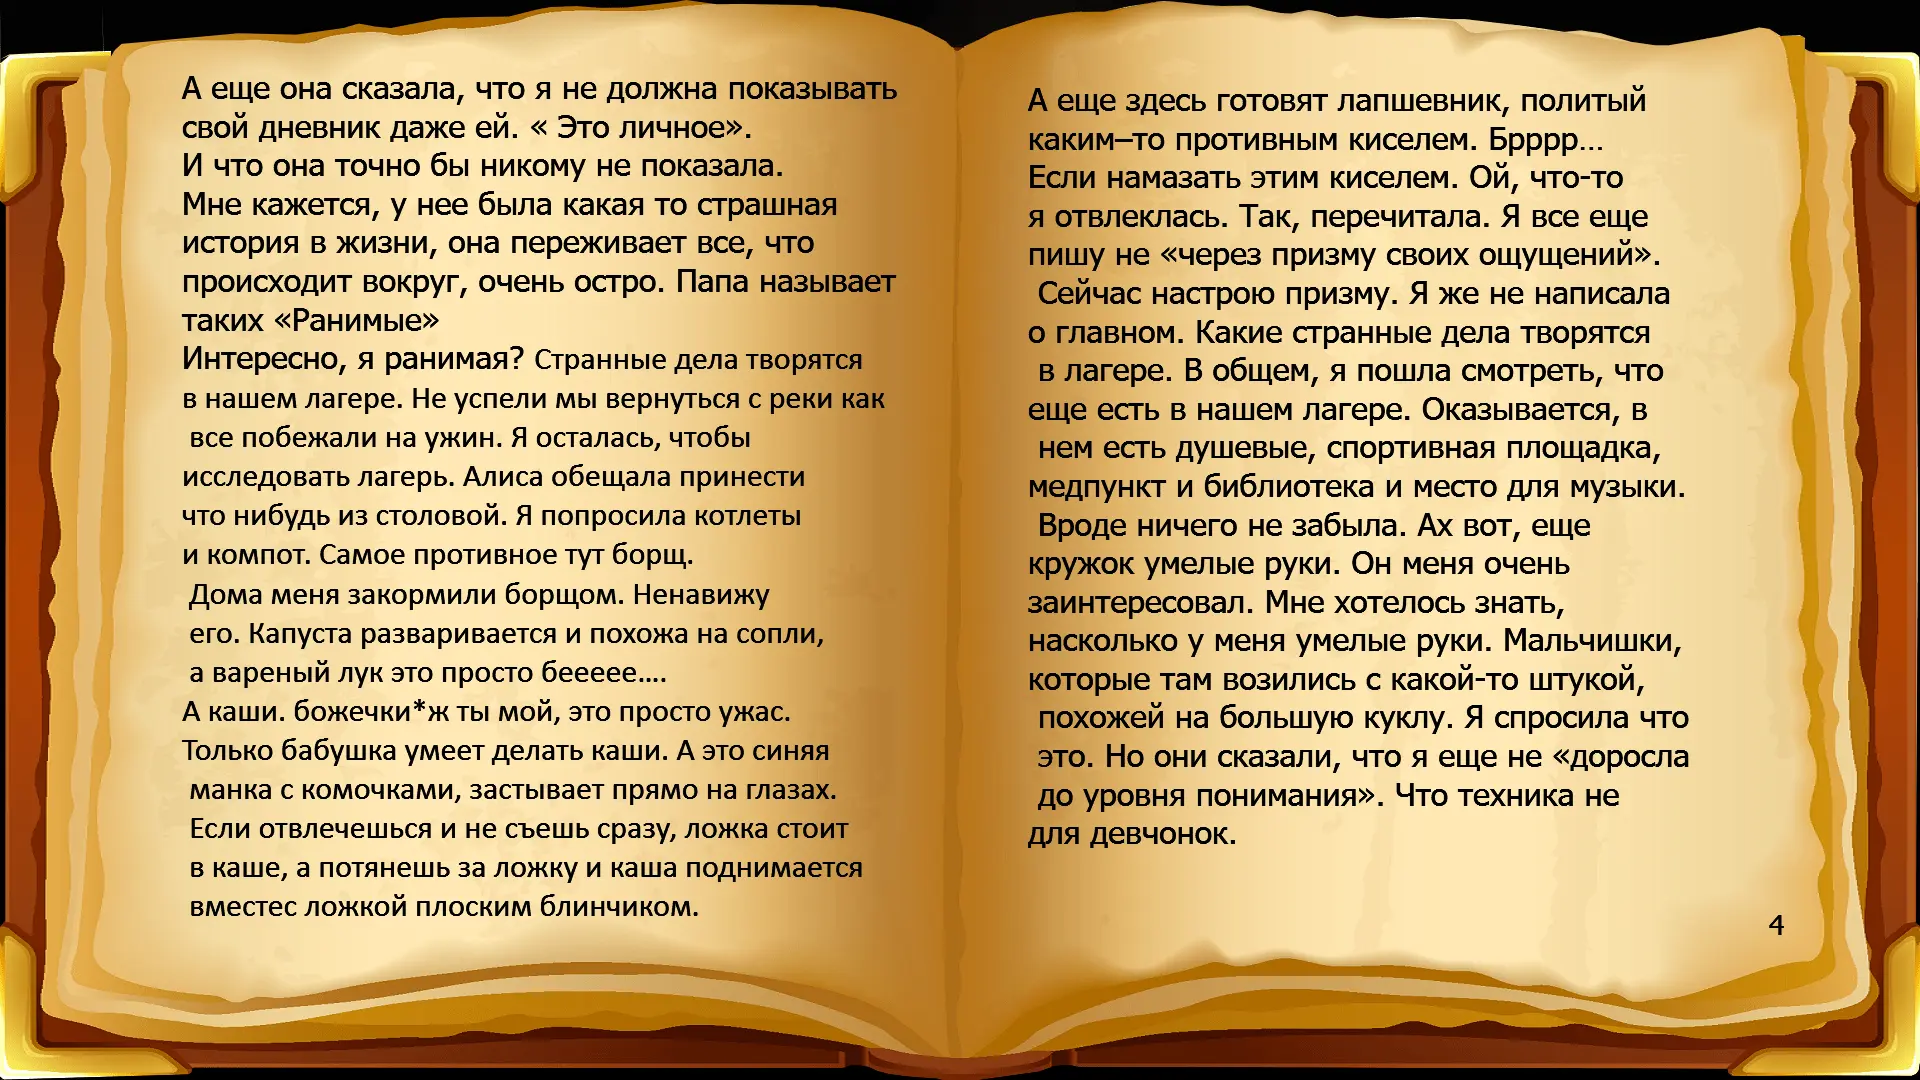 А еще она сказала, что я не должна показывать
свой дневник даже ей. « Это личное».
И что она точно бы никому не показала.
Мне кажется, у нее была какая то страшная
история в жизни, она переживает все, что
происходит вокруг, очень остро. Папа называет
таких «Ранимые»
Интересно, я ранимая? Странные дела творятся
в нашем лагере. Не успели мы вернуться с реки как
все побежали на ужин. Я осталась, чтобы
исследовать лагерь. Алиса обещала принести
что нибудь из столовой. Я попросила котлеты
и компот. Самое противное тут борщ.
Дома меня закормили борщом. Ненавижу
его. Капуста разваривается и похожа на сопли,
а вареный лук это просто беееее….
А каши. божечки*ж ты мой, это просто ужас.
Только бабушка умеет делать каши. А это синяя
манка с комочками, застывает прямо на глазах.
Если отвлечешься и не съешь сразу, ложка стоит
в каше, а потянешь за ложку и каша поднимается
вместес ложкой плоским блинчиком.
А еще здесь готовят лапшевник, политый
каким–то противным киселем. Брррр…
Если намазать этим киселем. Ой, что-то
я отвлеклась. Так, перечитала. Я все еще
пишу не «через призму своих ощущений».
Сейчас настрою призму. Я же не написала
о главном. Какие странные дела творятся
в лагере. В общем, я пошла смотреть, что
еще есть в нашем лагере. Оказывается, в
нем есть душевые, спортивная площадка,
медпункт и библиотека и место для музыки.
Вроде ничего не забыла. Ах вот, еще
кружок умелые руки. Он меня очень
заинтересовал. Мне хотелось знать,
насколько у меня умелые руки. Мальчишки,
которые там возились с какой-то штукой,
похожей на большую куклу. Я спросила что
это. Но они сказали, что я еще не «доросла
до уровня понимания». Что техника не
для девчонок.
4